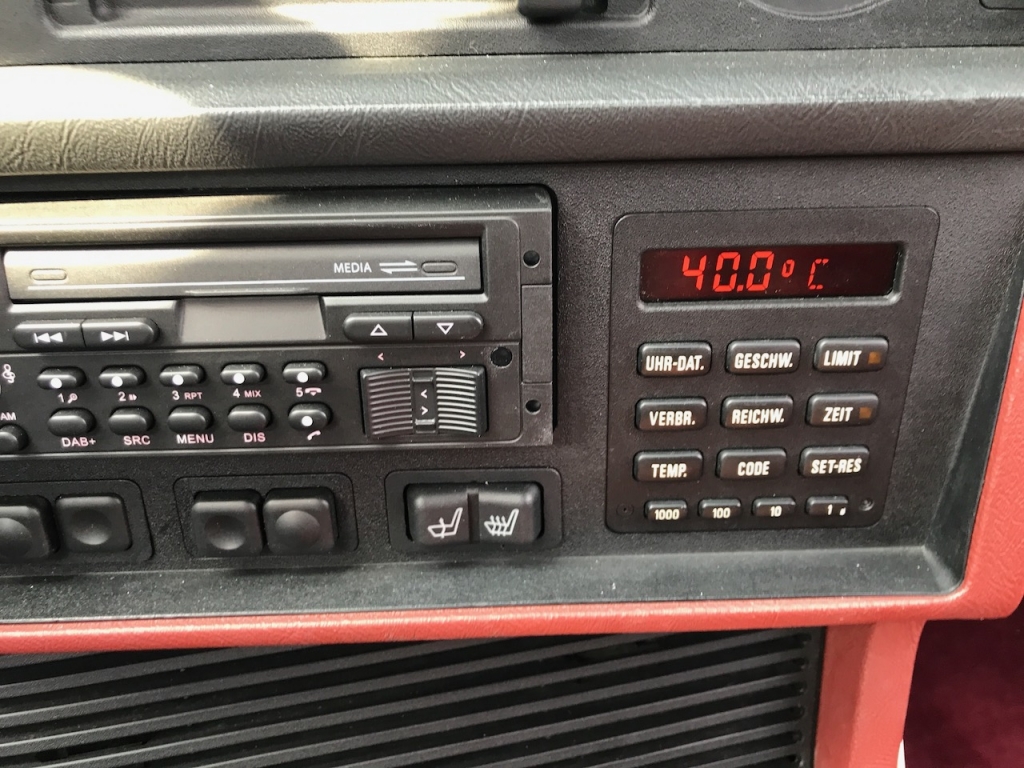 MEDIA
40.0° C
UHR-DAT. GESCHW. LIMIT
VERBR. REICHW. ZEIT
TEMP. CODE SET-RES
1000 100 10 1
< >
1 2 3 RPT 4 MIX 5
<
>
AM
DAB+ SRC MENU DIS